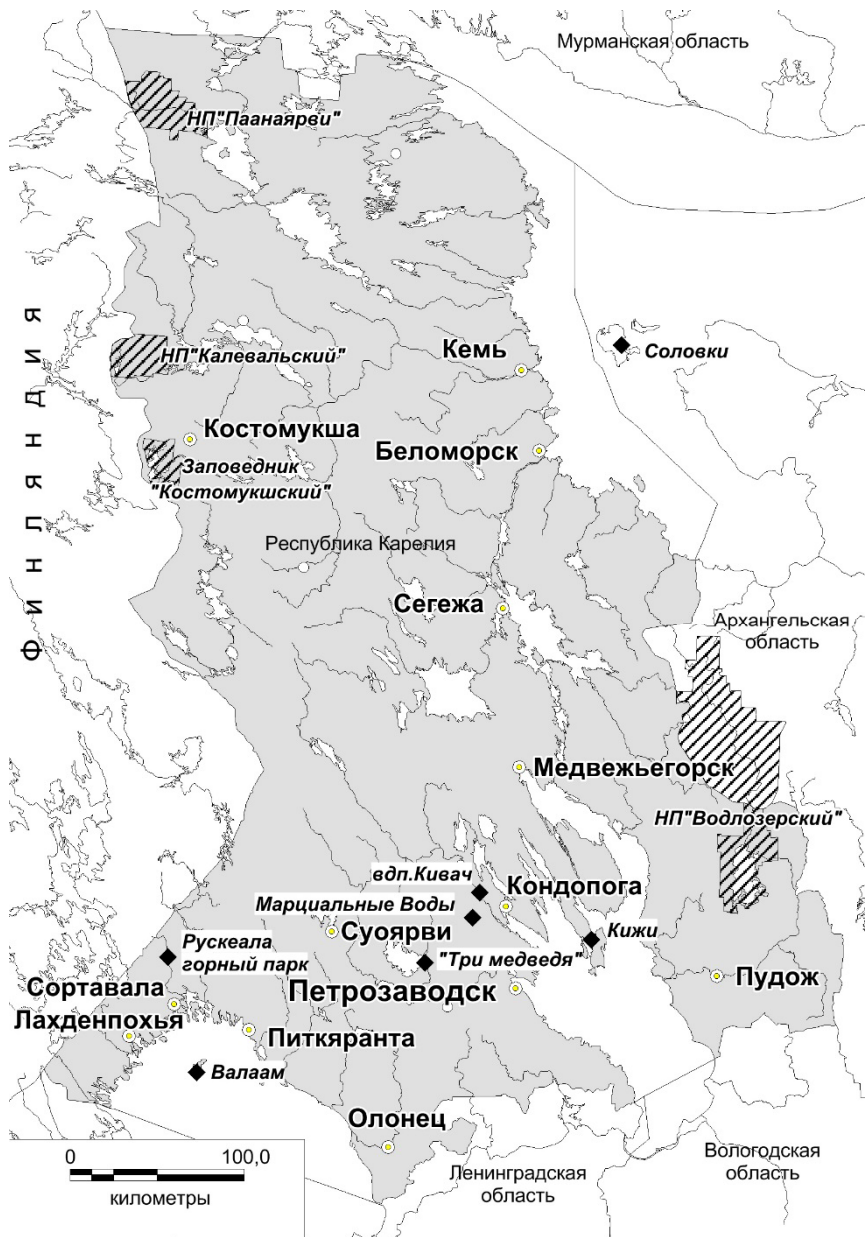 Мурманская область
НП"Паанаярви"
Финляндия
НП"Калевальский"
Кемь
Соловки
Костомукша
Беломорск
Заповедник
"Костомукшский"
Республика Карелия
Сегежа
Архангельская
область
Медвежьегорск
НП"Водлозерский"
вдп.Кивач
Кондопога
Марциальные Воды
Суоярви
Кижи
Рускеала
горный парк
"Три медведя"
Петрозаводск
Пудож
Сортавала
Лахденпохья
Питкяранта
Валаам
Олонец
0 100,0
километры
Ленинградская
область
Вологодская
область